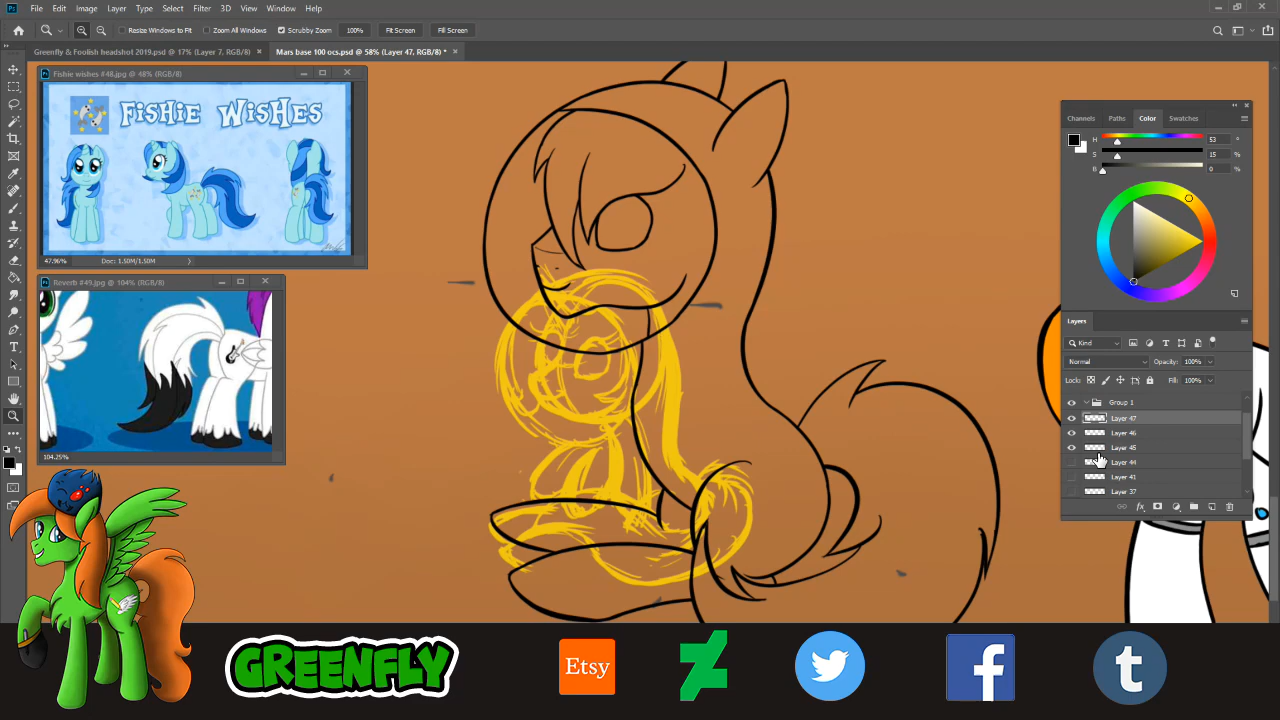 File Edit Image Layer Type Select Filter 3D View Window Help
Resize Windows to Fit Zoom All Windows Scrubby Zoom 100% Fit Screen Fill Screen
Greenfly & Foolish headshot 2019.psd @ 17% (Layer 7, RGB/8) × Mars base 100 ocs.psd @ 58% (Layer 47, RGB/8) * ×
Fishie wishes #48.jpg @ 48% (RGB/8)
FiSHie WiSHeS
47.96% Doc: 1.50M/1.50M
Reverb #49.jpg @ 104% (RGB/8)
104.25%
Channels Paths Color Swatches
H 53 °
S 15 %
B 0 %
Layers
Kind
Normal Opacity: 100%
Lock: Fill: 100%
Group 1
Layer 47
Layer 46
Layer 45
Layer 44
Layer 41
Layer 37
GREENFLY
Etsy
f
t